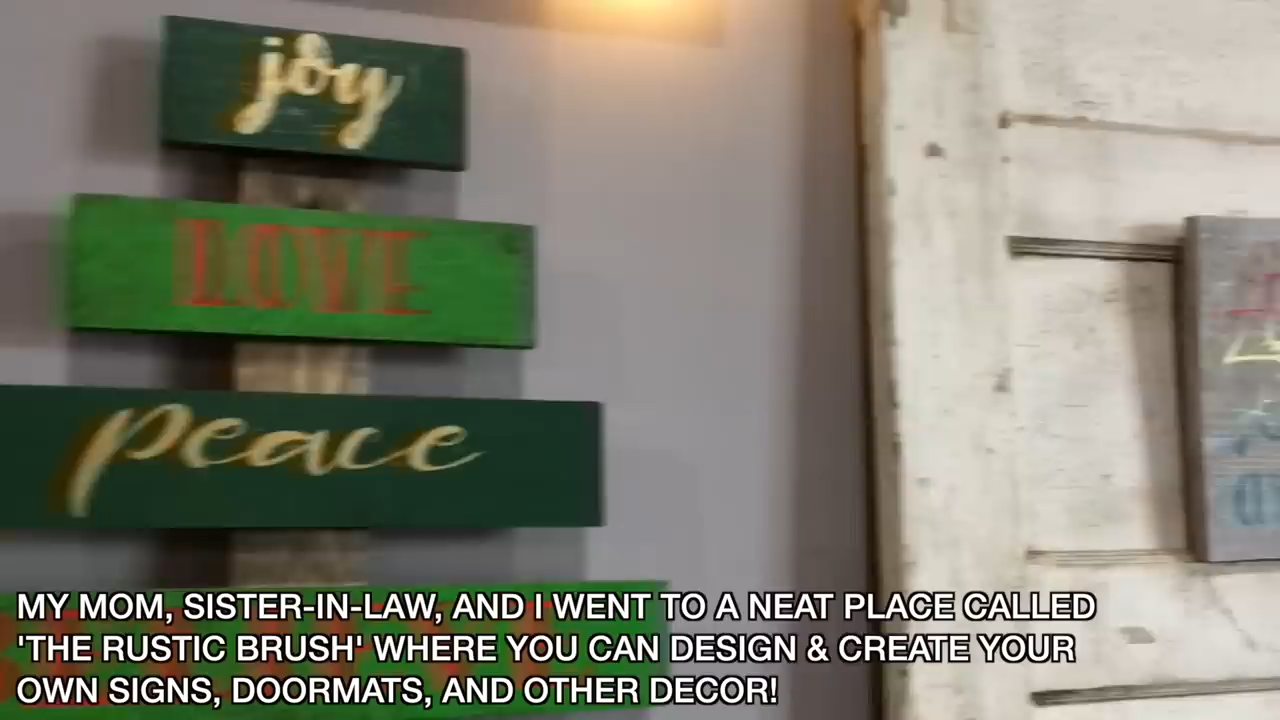 joy
LOVE
peace
MY MOM, SISTER-IN-LAW, AND I WENT TO A NEAT PLACE CALLED
'THE RUSTIC BRUSH' WHERE YOU CAN DESIGN & CREATE YOUR
OWN SIGNS, DOORMATS, AND OTHER DECOR!